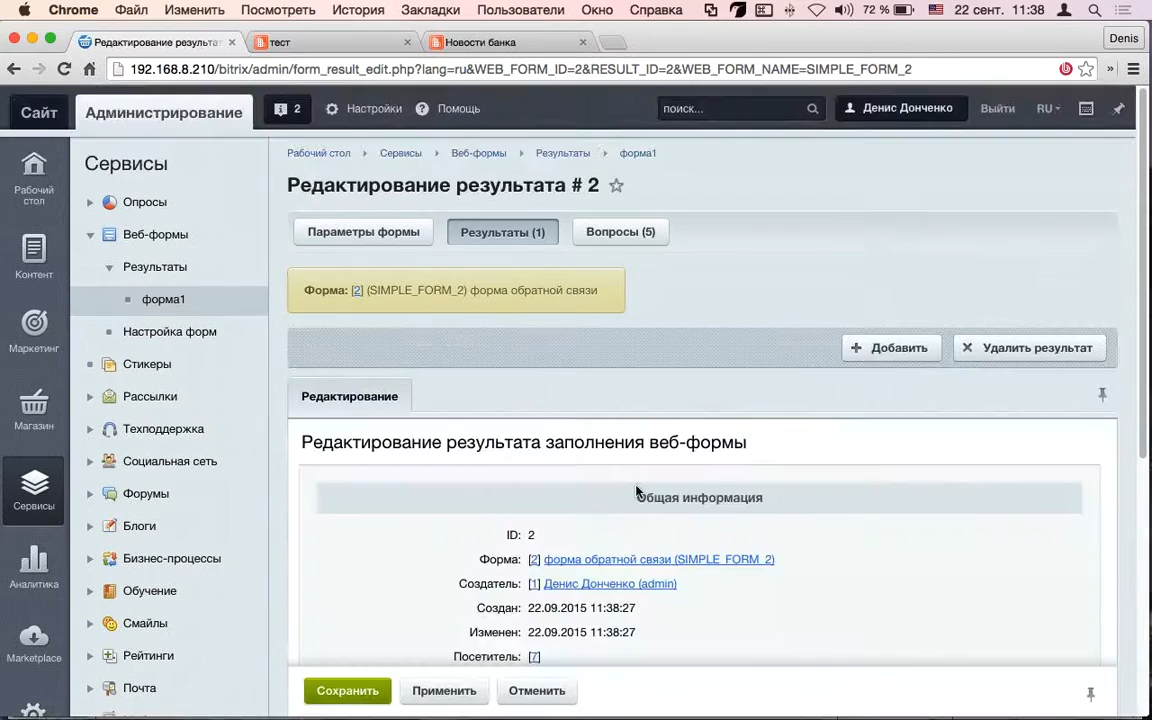 Chrome Файл Изменить Посмотреть История Закладки Пользователи Окно Справка 72 % 22 сент. 11:38
Редактирование результат тест Новости банка Denis
192.168.8.210/bitrix/admin/form_result_edit.php?lang=ru&WEB_FORM_ID=2&RESULT_ID=2&WEB_FORM_NAME=SIMPLE_FORM_2 »
Сайт Администрирование 2 Настройки Помощь поиск... Денис Донченко Выйти RU
Сервисы
Рабочий стол Сервисы Веб-формы Результаты форма1
Редактирование результата # 2
Рабочий
стол
Контент
Маркетинг
Магазин
Сервисы
Аналитика
Marketplace
Опросы
Веб-формы
Результаты
форма1
Настройка форм
Стикеры
Рассылки
Техподдержка
Социальная сеть
Форумы
Блоги
Бизнес-процессы
Обучение
Смайлы
Рейтинги
Почта
Параметры формы Результаты (1) Вопросы (5)
Форма: [2] (SIMPLE_FORM_2) форма обратной связи
+ Добавить × Удалить результат
Редактирование
Редактирование результата заполнения веб-формы
Общая информация
ID: 2
Форма: [2] форма обратной связи (SIMPLE_FORM_2)
Создатель: [1] Денис Донченко (admin)
Создан: 22.09.2015 11:38:27
Изменен: 22.09.2015 11:38:27
Посетитель: [7]
Сохранить Применить Отменить